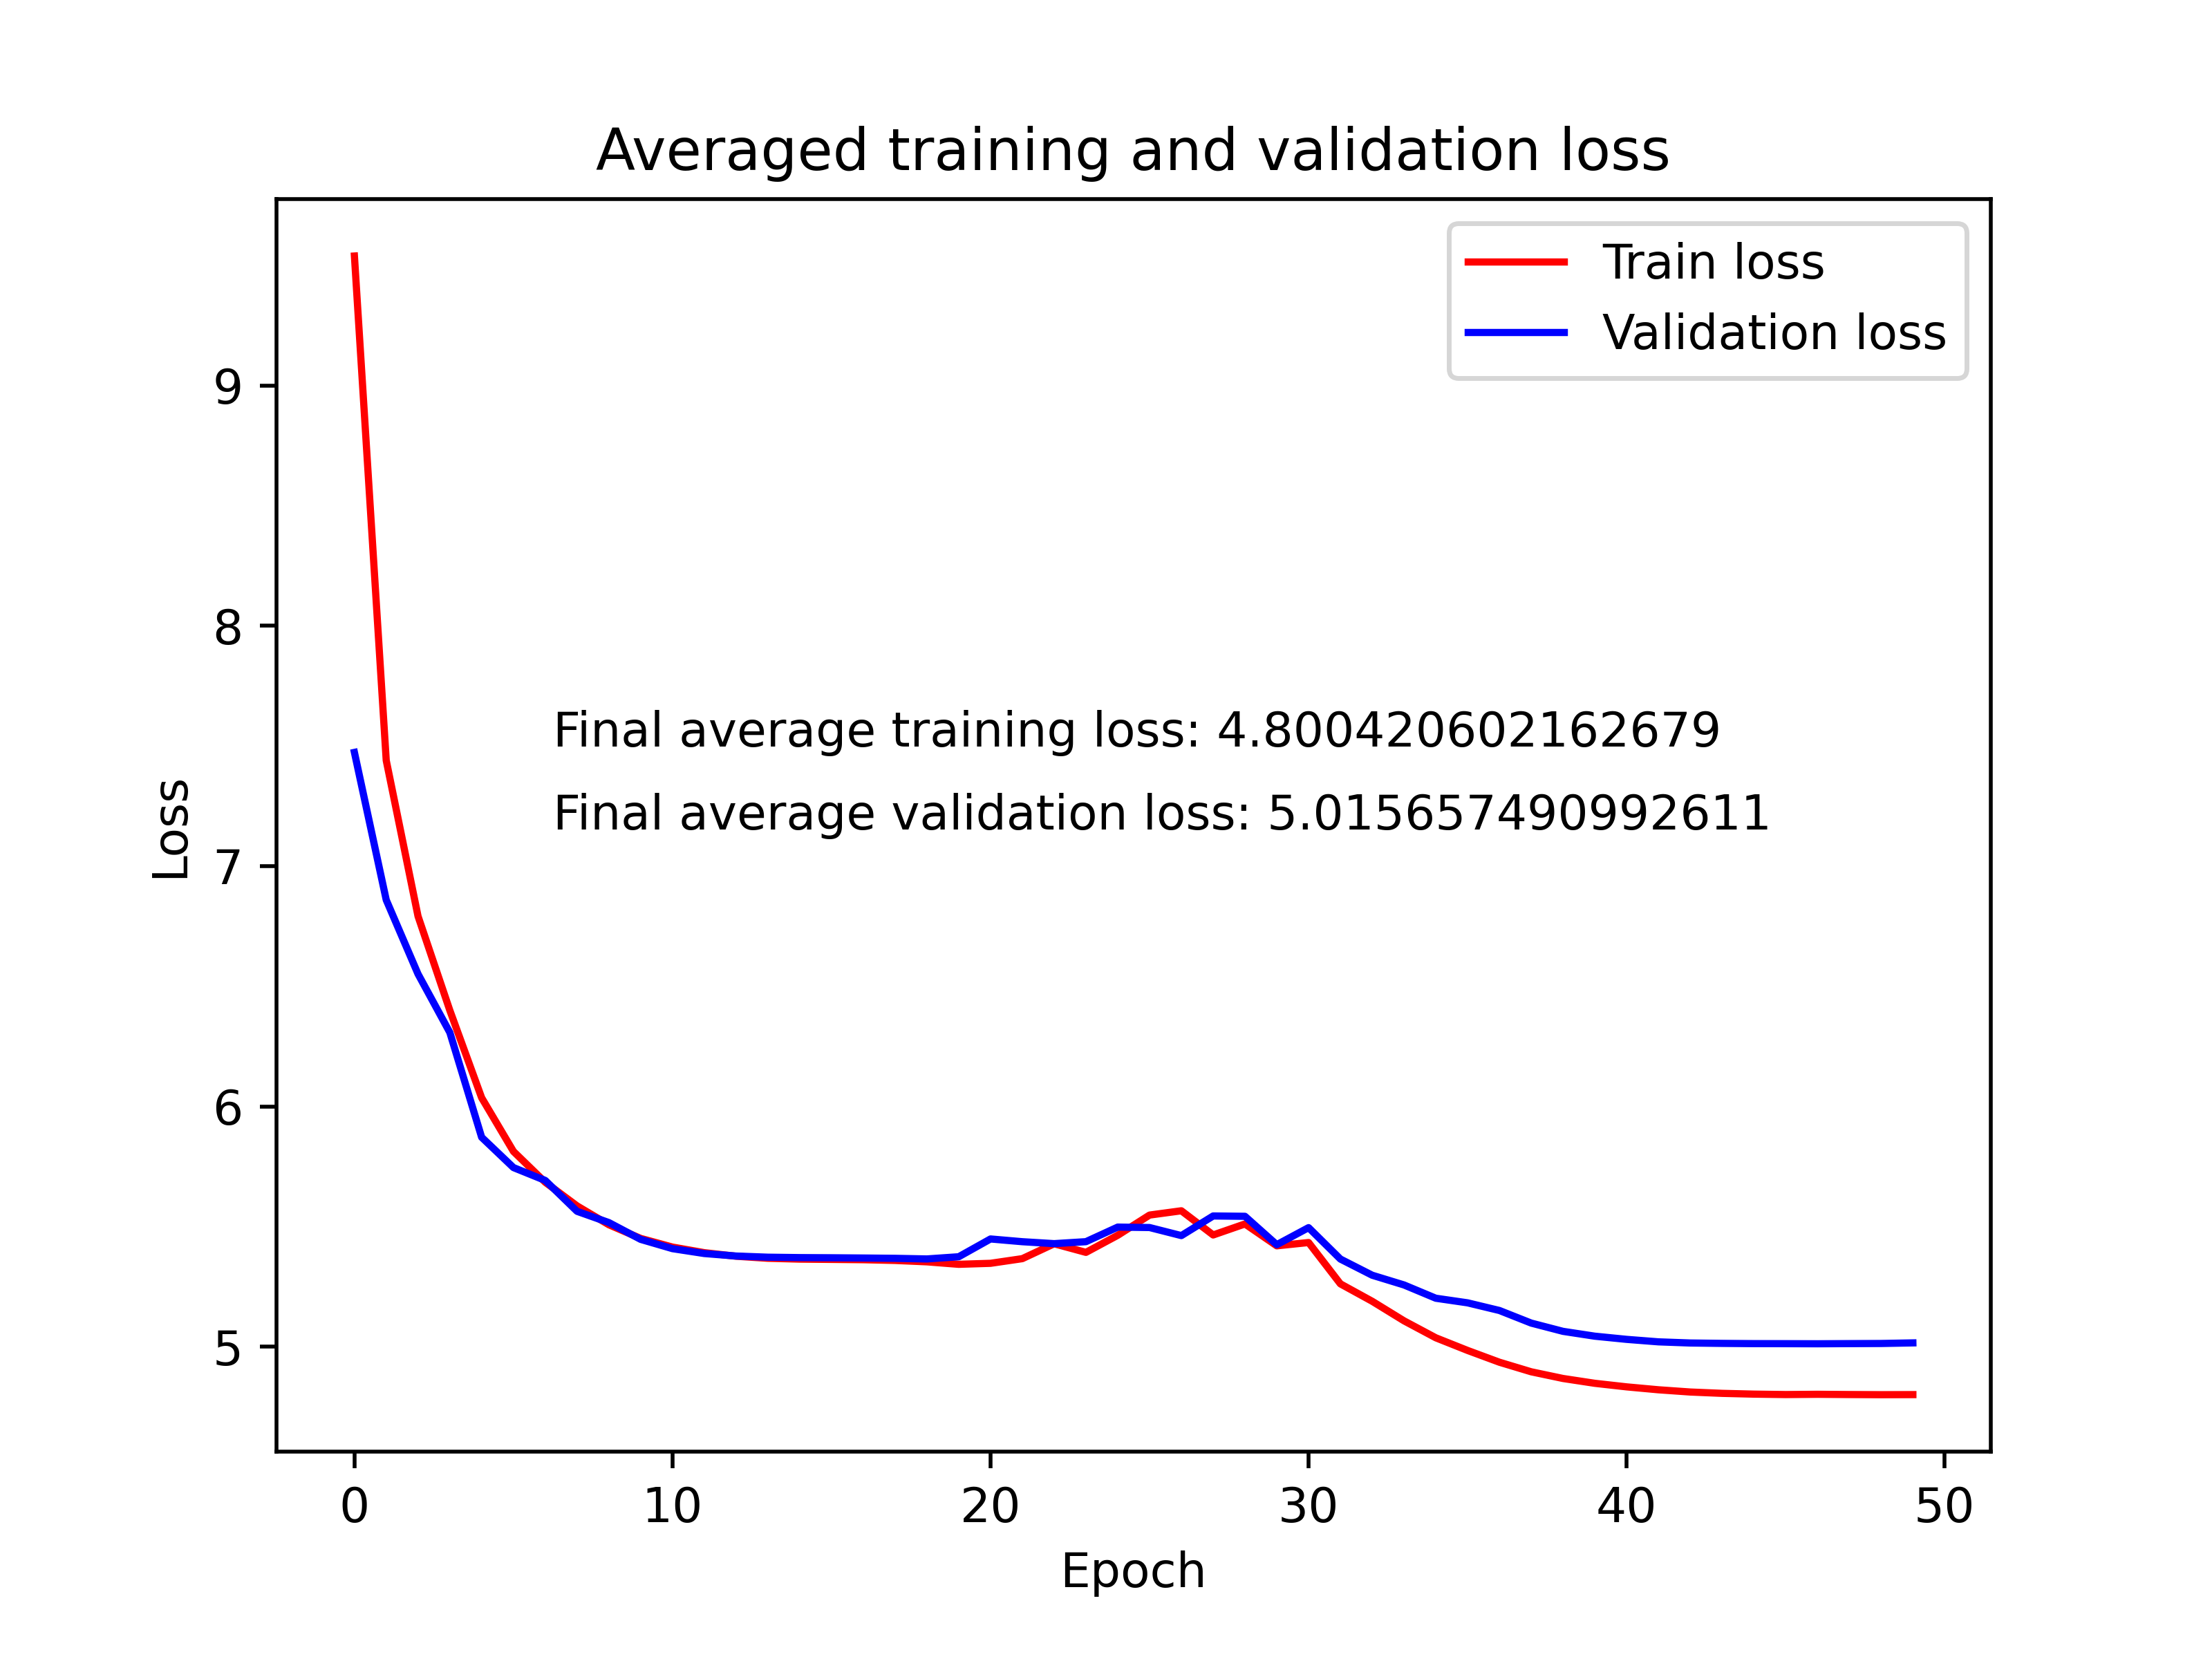 Averaged training and validation loss
Train loss
Validation loss
9
8
7
6
5
Final average training loss: 4.800420602162679
Final average validation loss: 5.015657490992611
Loss
0 10 20 30 40 50
Epoch